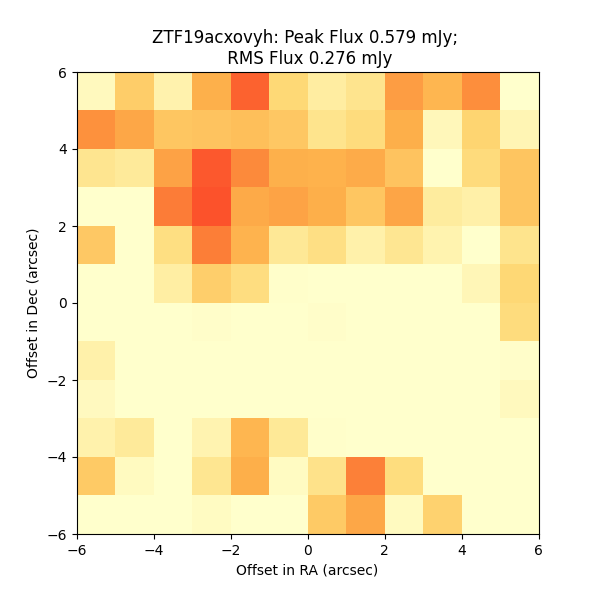 ZTF19acxovyh: Peak Flux 0.579 mJy;
RMS Flux 0.276 mJy
6
4
2
0
−2
−4
−6
Offset in Dec (arcsec)
−6 −4 −2 0 2 4 6
Offset in RA (arcsec)